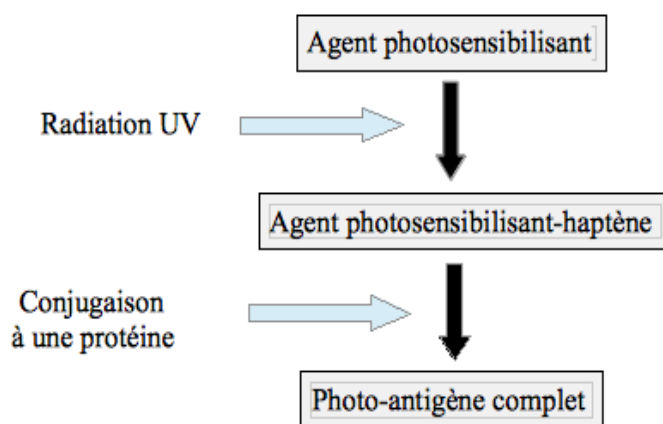 Agent photosensibilisant
Radiation UV
Agent photosensibilisant-haptène
Conjugaison
à une protéine
Photo-antigène complet